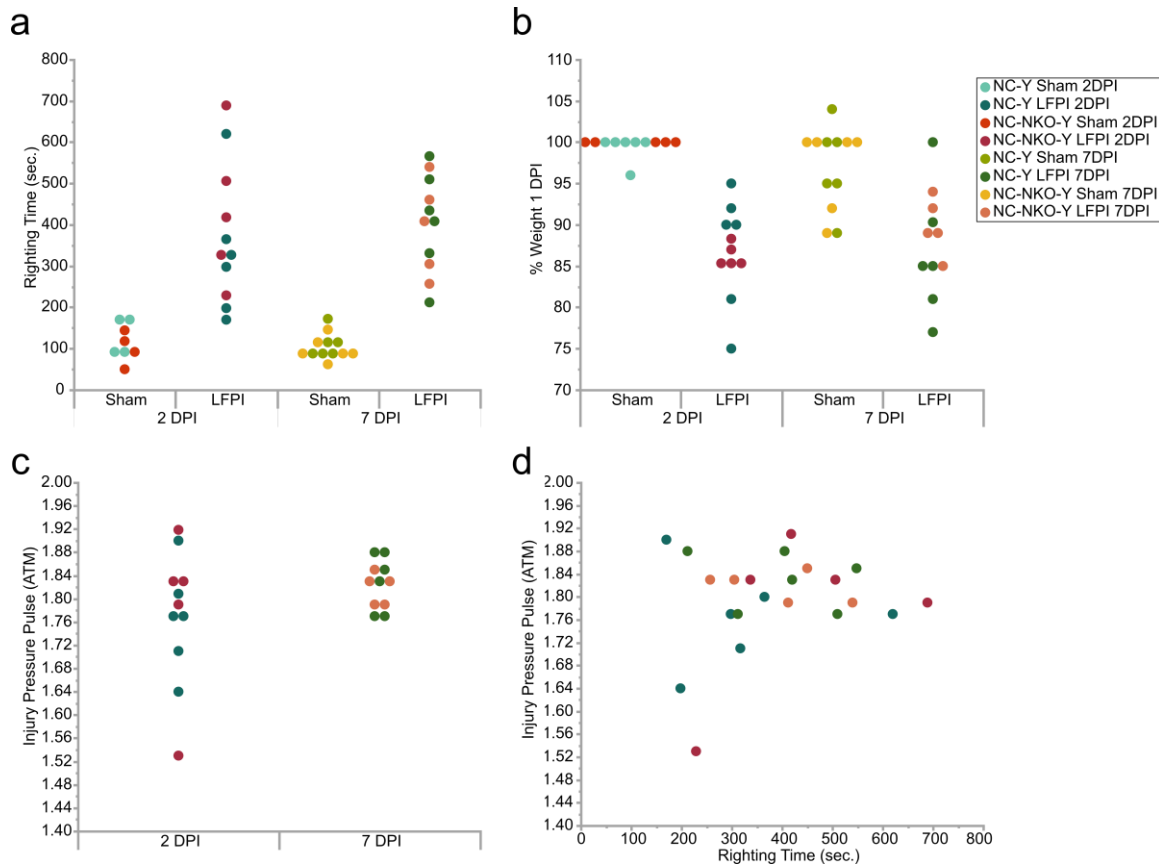 a
800
700
600
500
400
300
200
100
0
Righting Time (sec.)
Sham
LFPI
Sham
LFPI
2 DPI
7 DPI
b
110
105
100
95
90
85
80
75
70
% Weight 1 DPI
Sham
LFPI
Sham
LFPI
2 DPI
7 DPI
NC-Y Sham 2DPI
NC-Y LFPI 2DPI
NC-NKO-Y Sham 2DPI
NC-NKO-Y LFPI 2DPI
NC-Y Sham 7DPI
NC-Y LFPI 7DPI
NC-NKO-Y Sham 7DPI
NC-NKO-Y LFPI 7DPI
c
2.00
1.96
1.92
1.88
1.84
1.80
1.76
1.72
1.68
1.64
1.60
1.56
1.52
1.48
1.44
1.40
Injury Pressure Pulse (ATM)
2 DPI
7 DPI
d
2.00
1.96
1.92
1.88
1.84
1.80
1.76
1.72
1.68
1.64
1.60
1.56
1.52
1.48
1.44
1.40
Injury Pressure Pulse (ATM)
0 100 200 300 400 500 600 700 800
Righting Time (sec.)